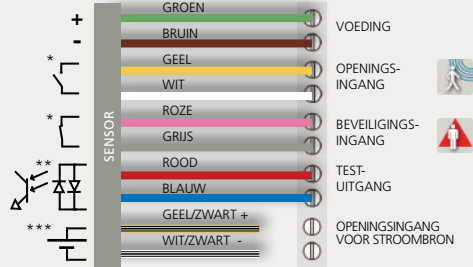 + GROEN
VOEDING
- BRUIN
* GEEL
OPENINGS-
INGANG
WIT
* ROZE
BEVEILIGINGS-
INGANG
GRIJS
SENSOR
** ROOD
TEST-
UITGANG
BLAUW
*** GEEL/ZWART +
OPENINGSINGANG
VOOR STROOMBRON
WIT/ZWART -